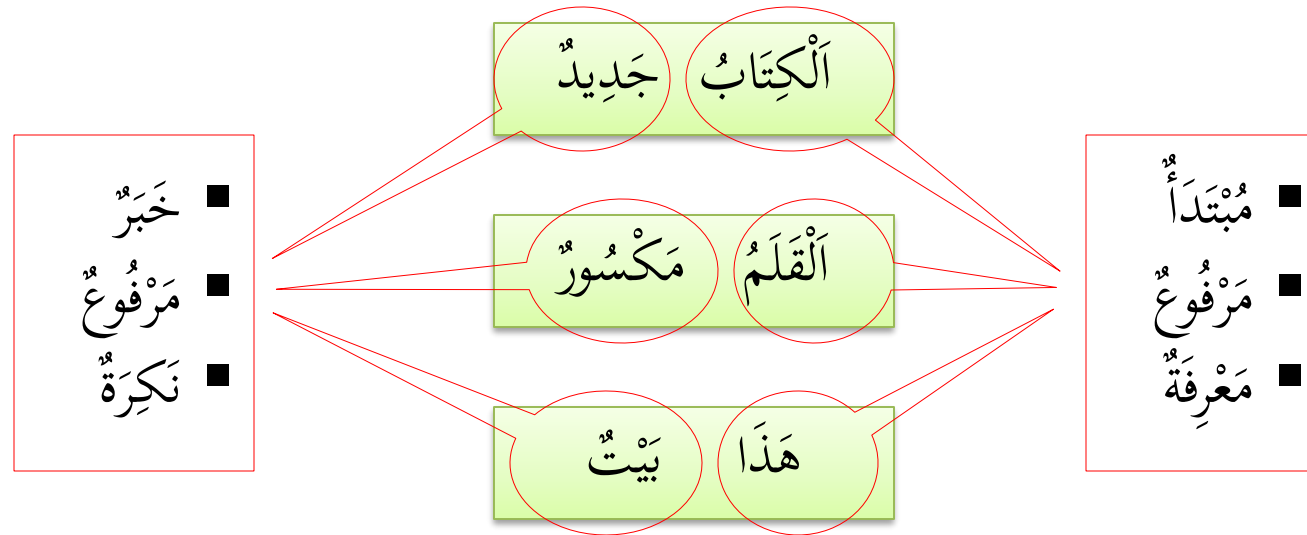 اَلْكِتَابُ جَدِيدٌ
▪ مُبْتَدَأٌ
▪ مَرْفُوعٌ
▪ مَعْرِفَةٌ
اَلْقَلَمُ مَكْسُورٌ
▪ خَبَرٌ
▪ مَرْفُوعٌ
▪ نَكِرَةٌ
هَذَا بَيْتٌ